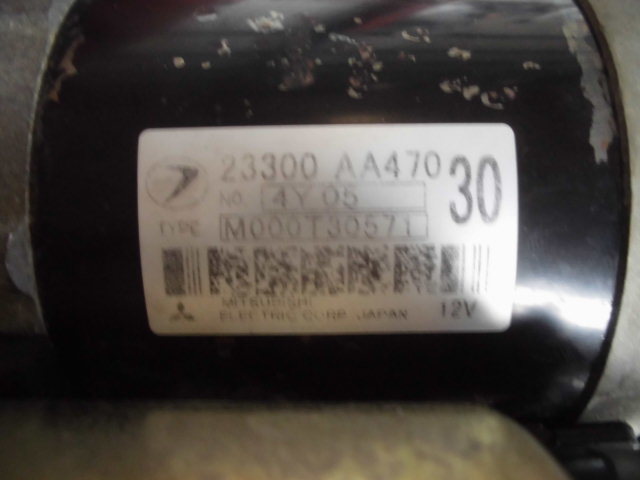 23300 AA470
30
NO. 4Y 05
TYPE M000T30571
MITSUBISHI
ELECTRIC CORP. JAPAN 12V